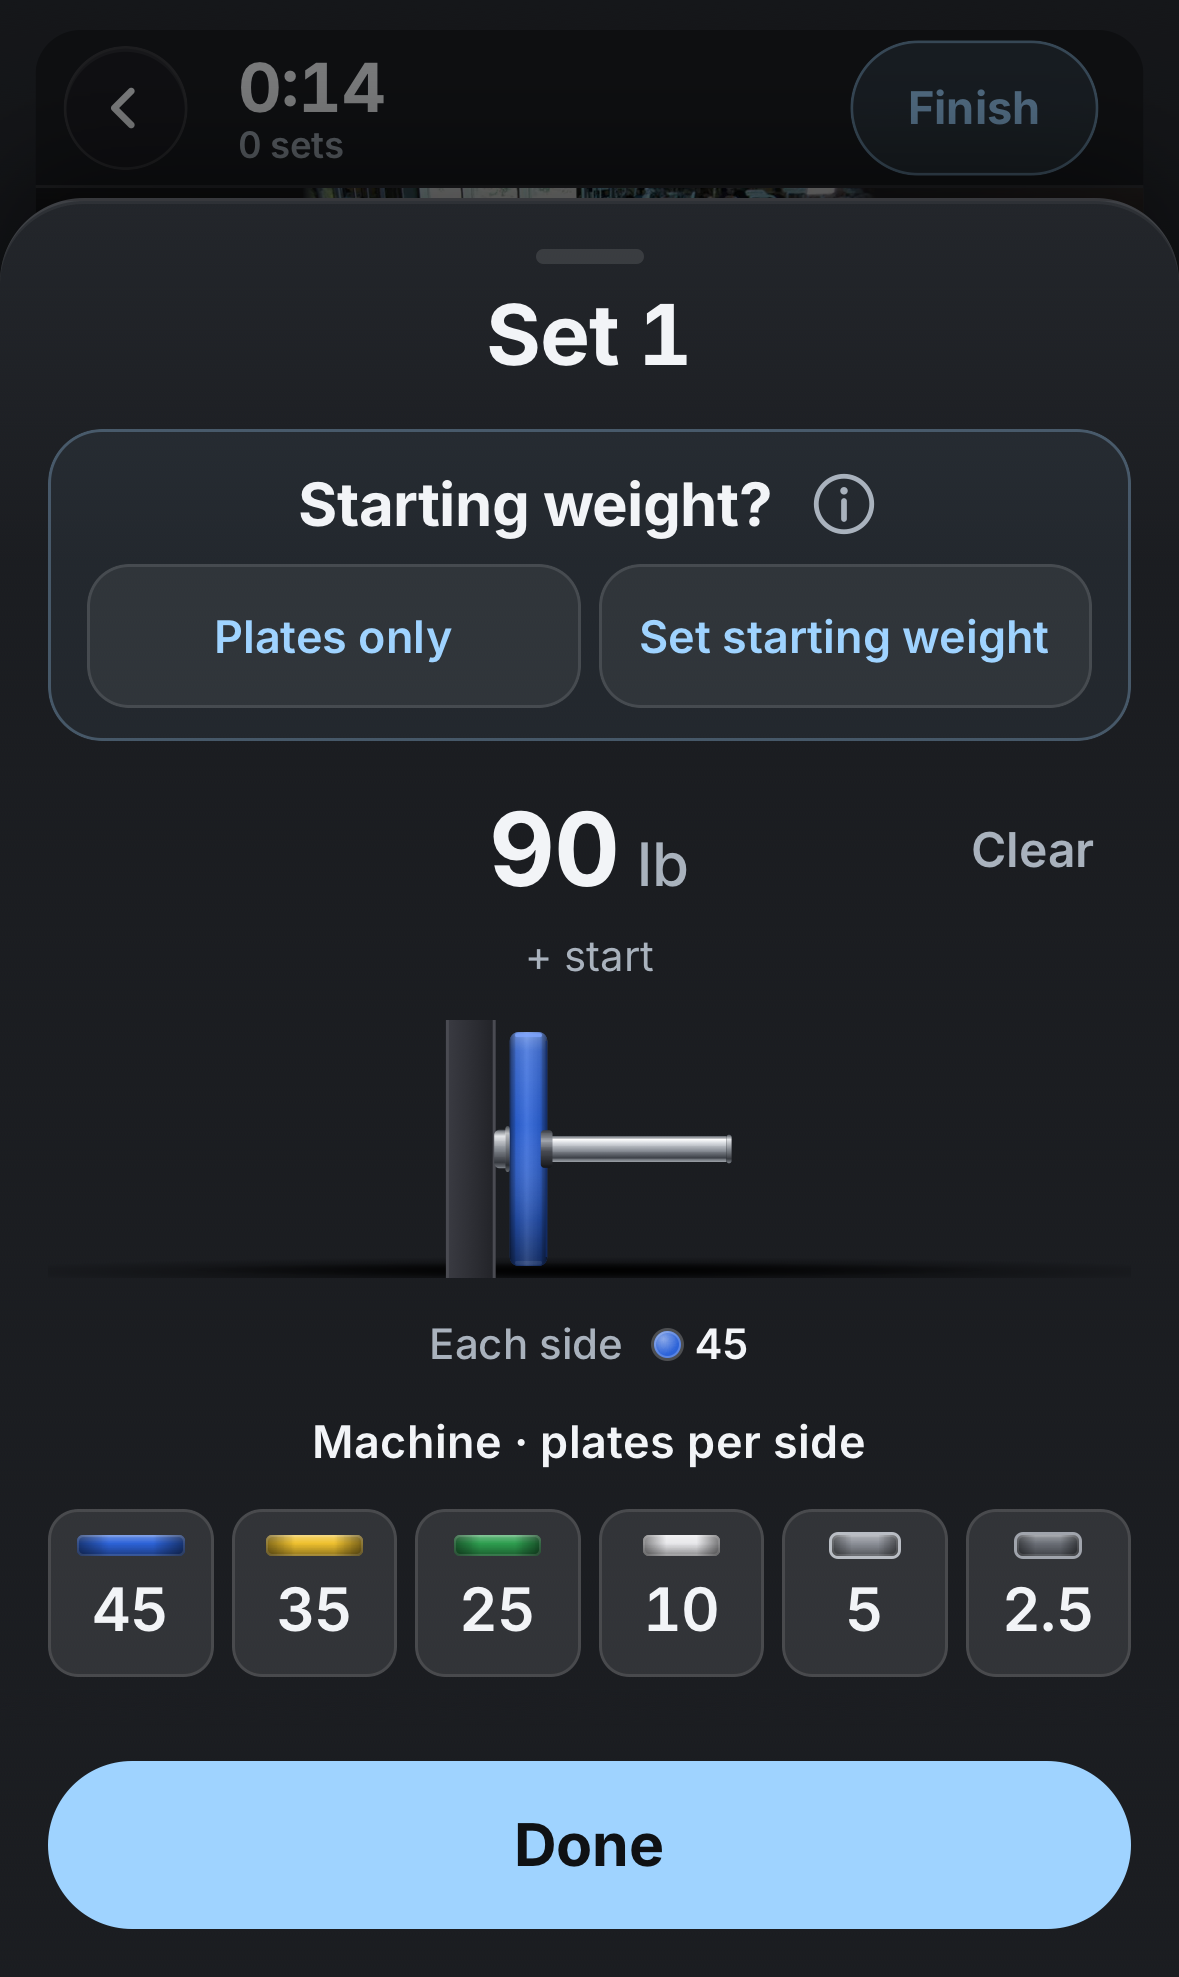 0:14
0 sets
Finish
Set 1
Starting weight?
Plates only
Set starting weight
90 lb
Clear
+ start
Each side 45
Machine · plates per side
45
35
25
10
5
2.5
Done